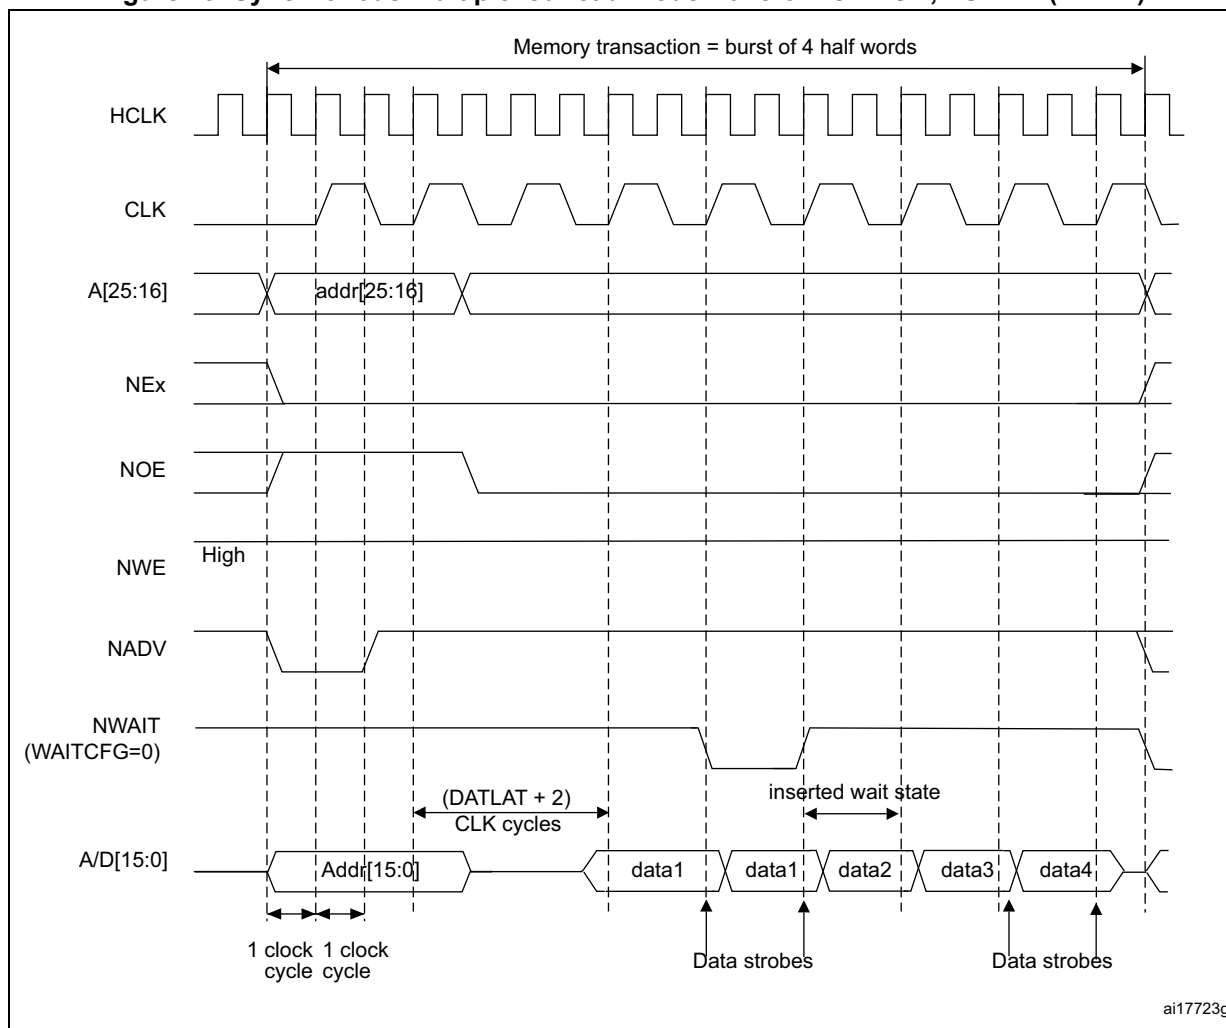 Memory transaction = burst of 4 half words
HCLK
CLK
A[25:16]
addr[25:16]
NEx
NOE
NWE
High
NADV
NWAIT
(WAITCFG=0)
(DATLAT + 2)
CLK cycles
inserted wait state
A/D[15:0]
Addr[15:0]
data1
data1
data2
data3
data4
1 clock
cycle
1 clock
cycle
Data strobes
Data strobes
ai17723g